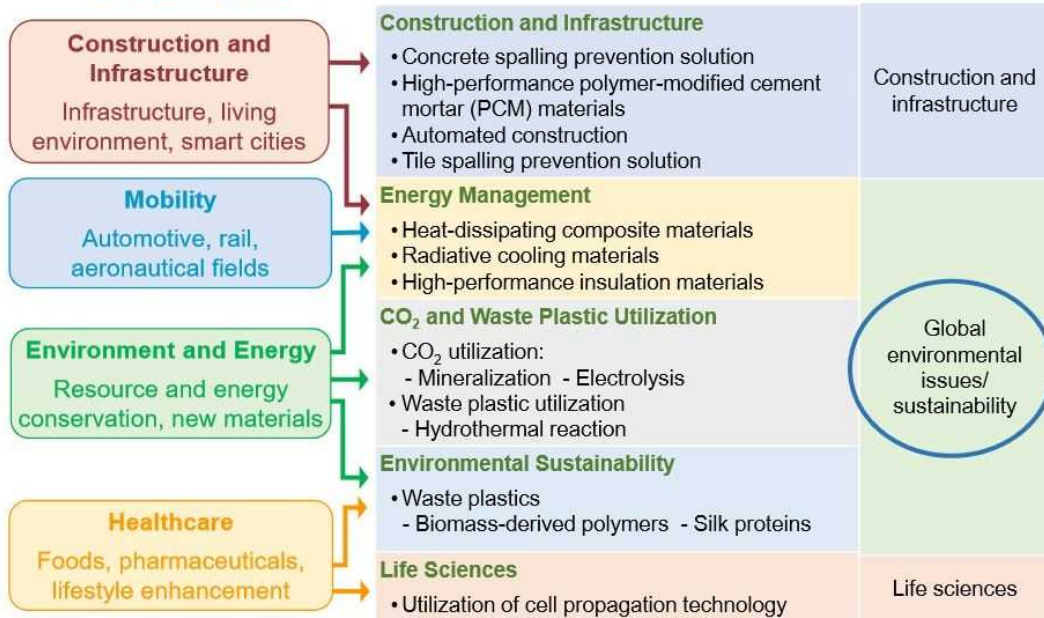 Construction and
Infrastructure
Infrastructure, living
environment, smart cities
Mobility
Automotive, rail,
aeronautical fields
Environment and Energy
Resource and energy
conservation, new materials
Healthcare
Foods, pharmaceuticals,
lifestyle enhancement
Construction and Infrastructure
• Concrete spalling prevention solution
• High-performance polymer-modified cement
mortar (PCM) materials
• Automated construction
• Tile spalling prevention solution
Energy Management
• Heat-dissipating composite materials
• Radiative cooling materials
• High-performance insulation materials
CO₂ and Waste Plastic Utilization
• CO₂ utilization:
- Mineralization - Electrolysis
• Waste plastic utilization
- Hydrothermal reaction
Environmental Sustainability
• Waste plastics
- Biomass-derived polymers - Silk proteins
Life Sciences
• Utilization of cell propagation technology
Construction and
infrastructure
Global
environmental
issues/
sustainability
Life sciences